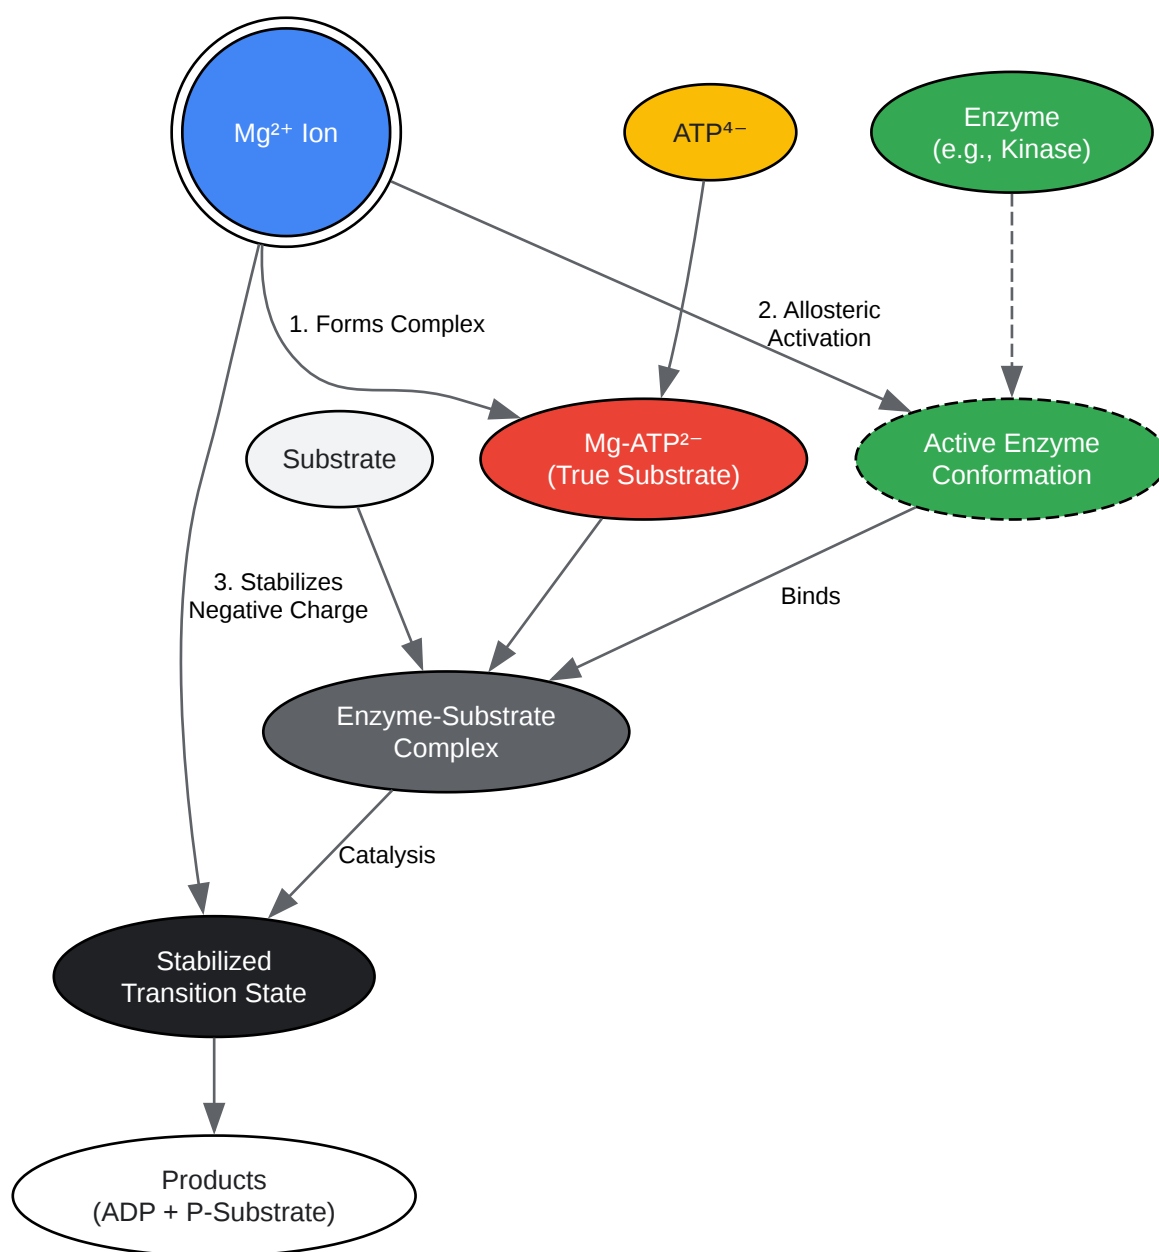 Mg²⁺ Ion
ATP⁴⁻
Enzyme
(e.g., Kinase)
1. Forms Complex
2. Allosteric
Activation
Substrate
Mg-ATP²⁻
(True Substrate)
Active Enzyme
Conformation
3. Stabilizes
Negative Charge
Binds
Enzyme-Substrate
Complex
Catalysis
Stabilized
Transition State
Products
(ADP + P-Substrate)